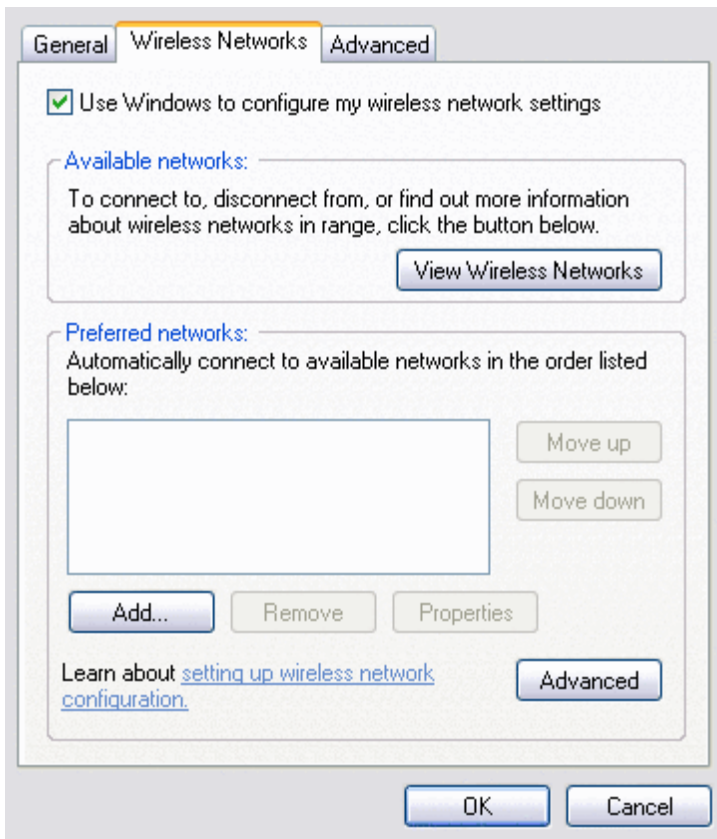 General Wireless Networks Advanced
Use Windows to configure my wireless network settings
Available networks:
To connect to, disconnect from, or find out more information
about wireless networks in range, click the button below.
View Wireless Networks
Preferred networks:
Automatically connect to available networks in the order listed
below:
Move up
Move down
Add... Remove Properties
Learn about setting up wireless network
configuration.
Advanced
OK Cancel